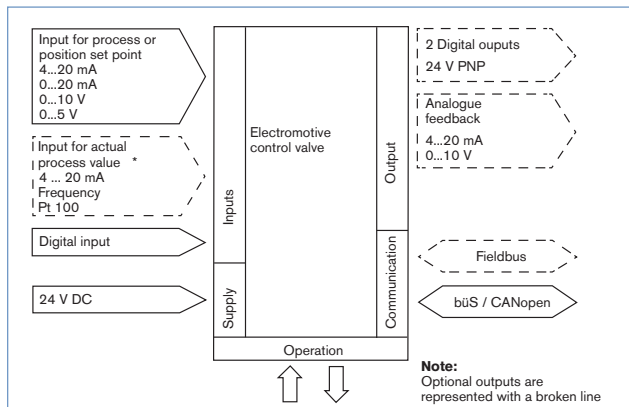 Input for process or
position set point
4...20 mA
0...20 mA
0...10 V
0...5 V
Input for actual
process value *
4 ... 20 mA
Frequency
Pt 100
Digital input
24 V DC
Inputs
Supply
Electromotive
control valve
Output
Communication
Operation
2 Digital ouputs
24 V PNP
Analogue
feedback
4...20 mA
0...10 V
Fieldbus
büS / CANopen
Note:
Optional outputs are
represented with a broken line